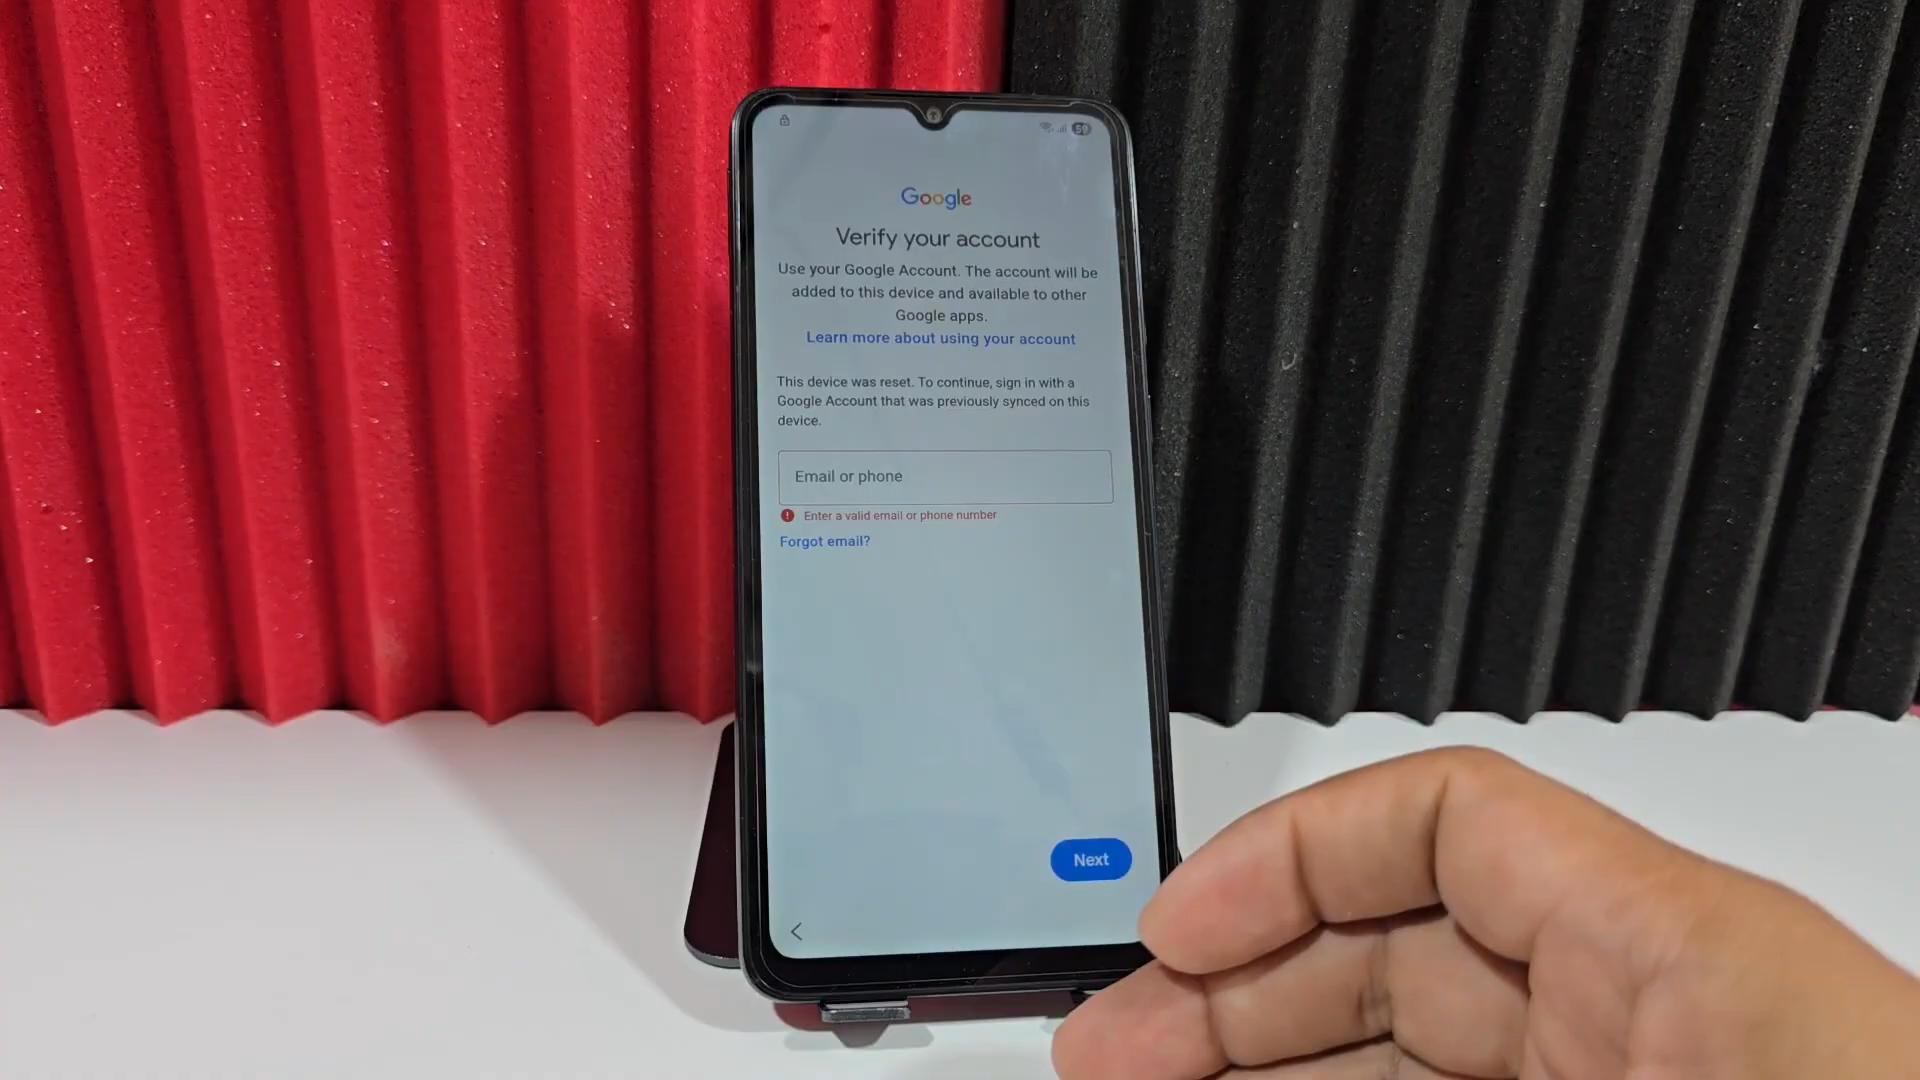 59
Google
Verify your account
Use your Google Account. The account will be
added to this device and available to other
Google apps.
Learn more about using your account
This device was reset. To continue, sign in with a
Google Account that was previously synced on this
device.
Email or phone
Enter a valid email or phone number
Forgot email?
Next